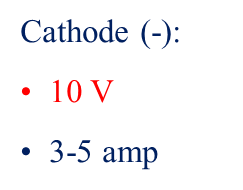 Cathode (-):
• 10 V
• 3-5 amp